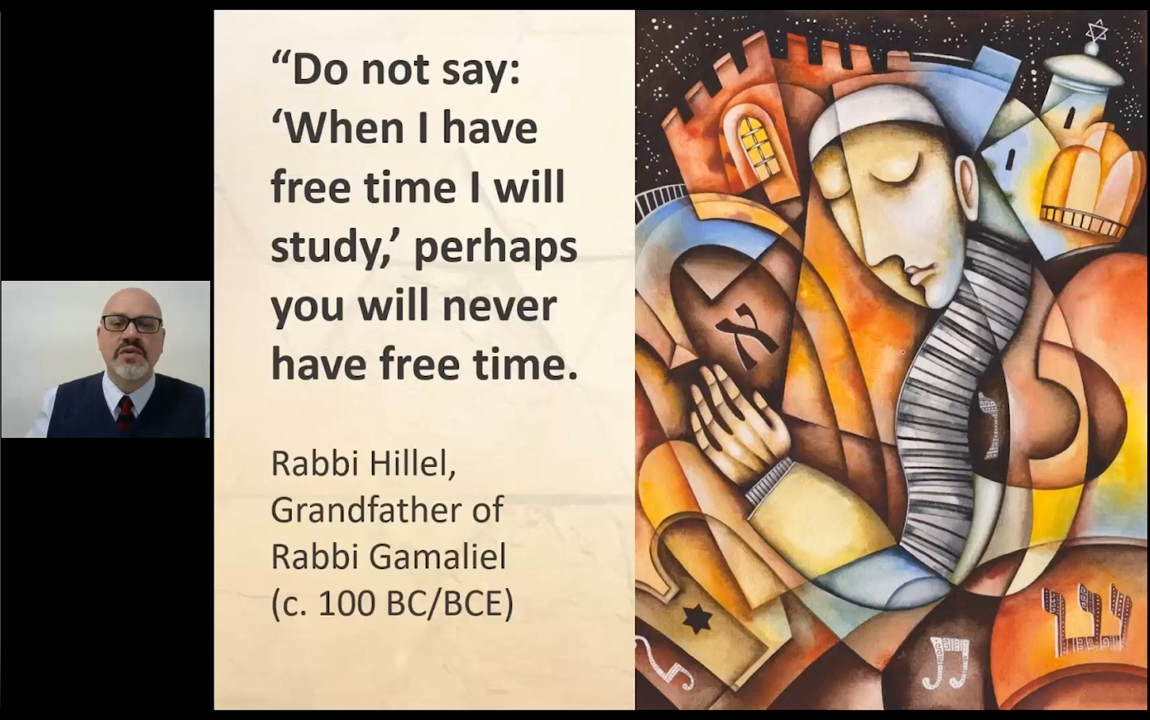 “Do not say:
‘When I have
free time I will
study,’ perhaps
you will never
have free time.
Rabbi Hillel,
Grandfather of
Rabbi Gamaliel
(c. 100 BC/BCE)
א
ת